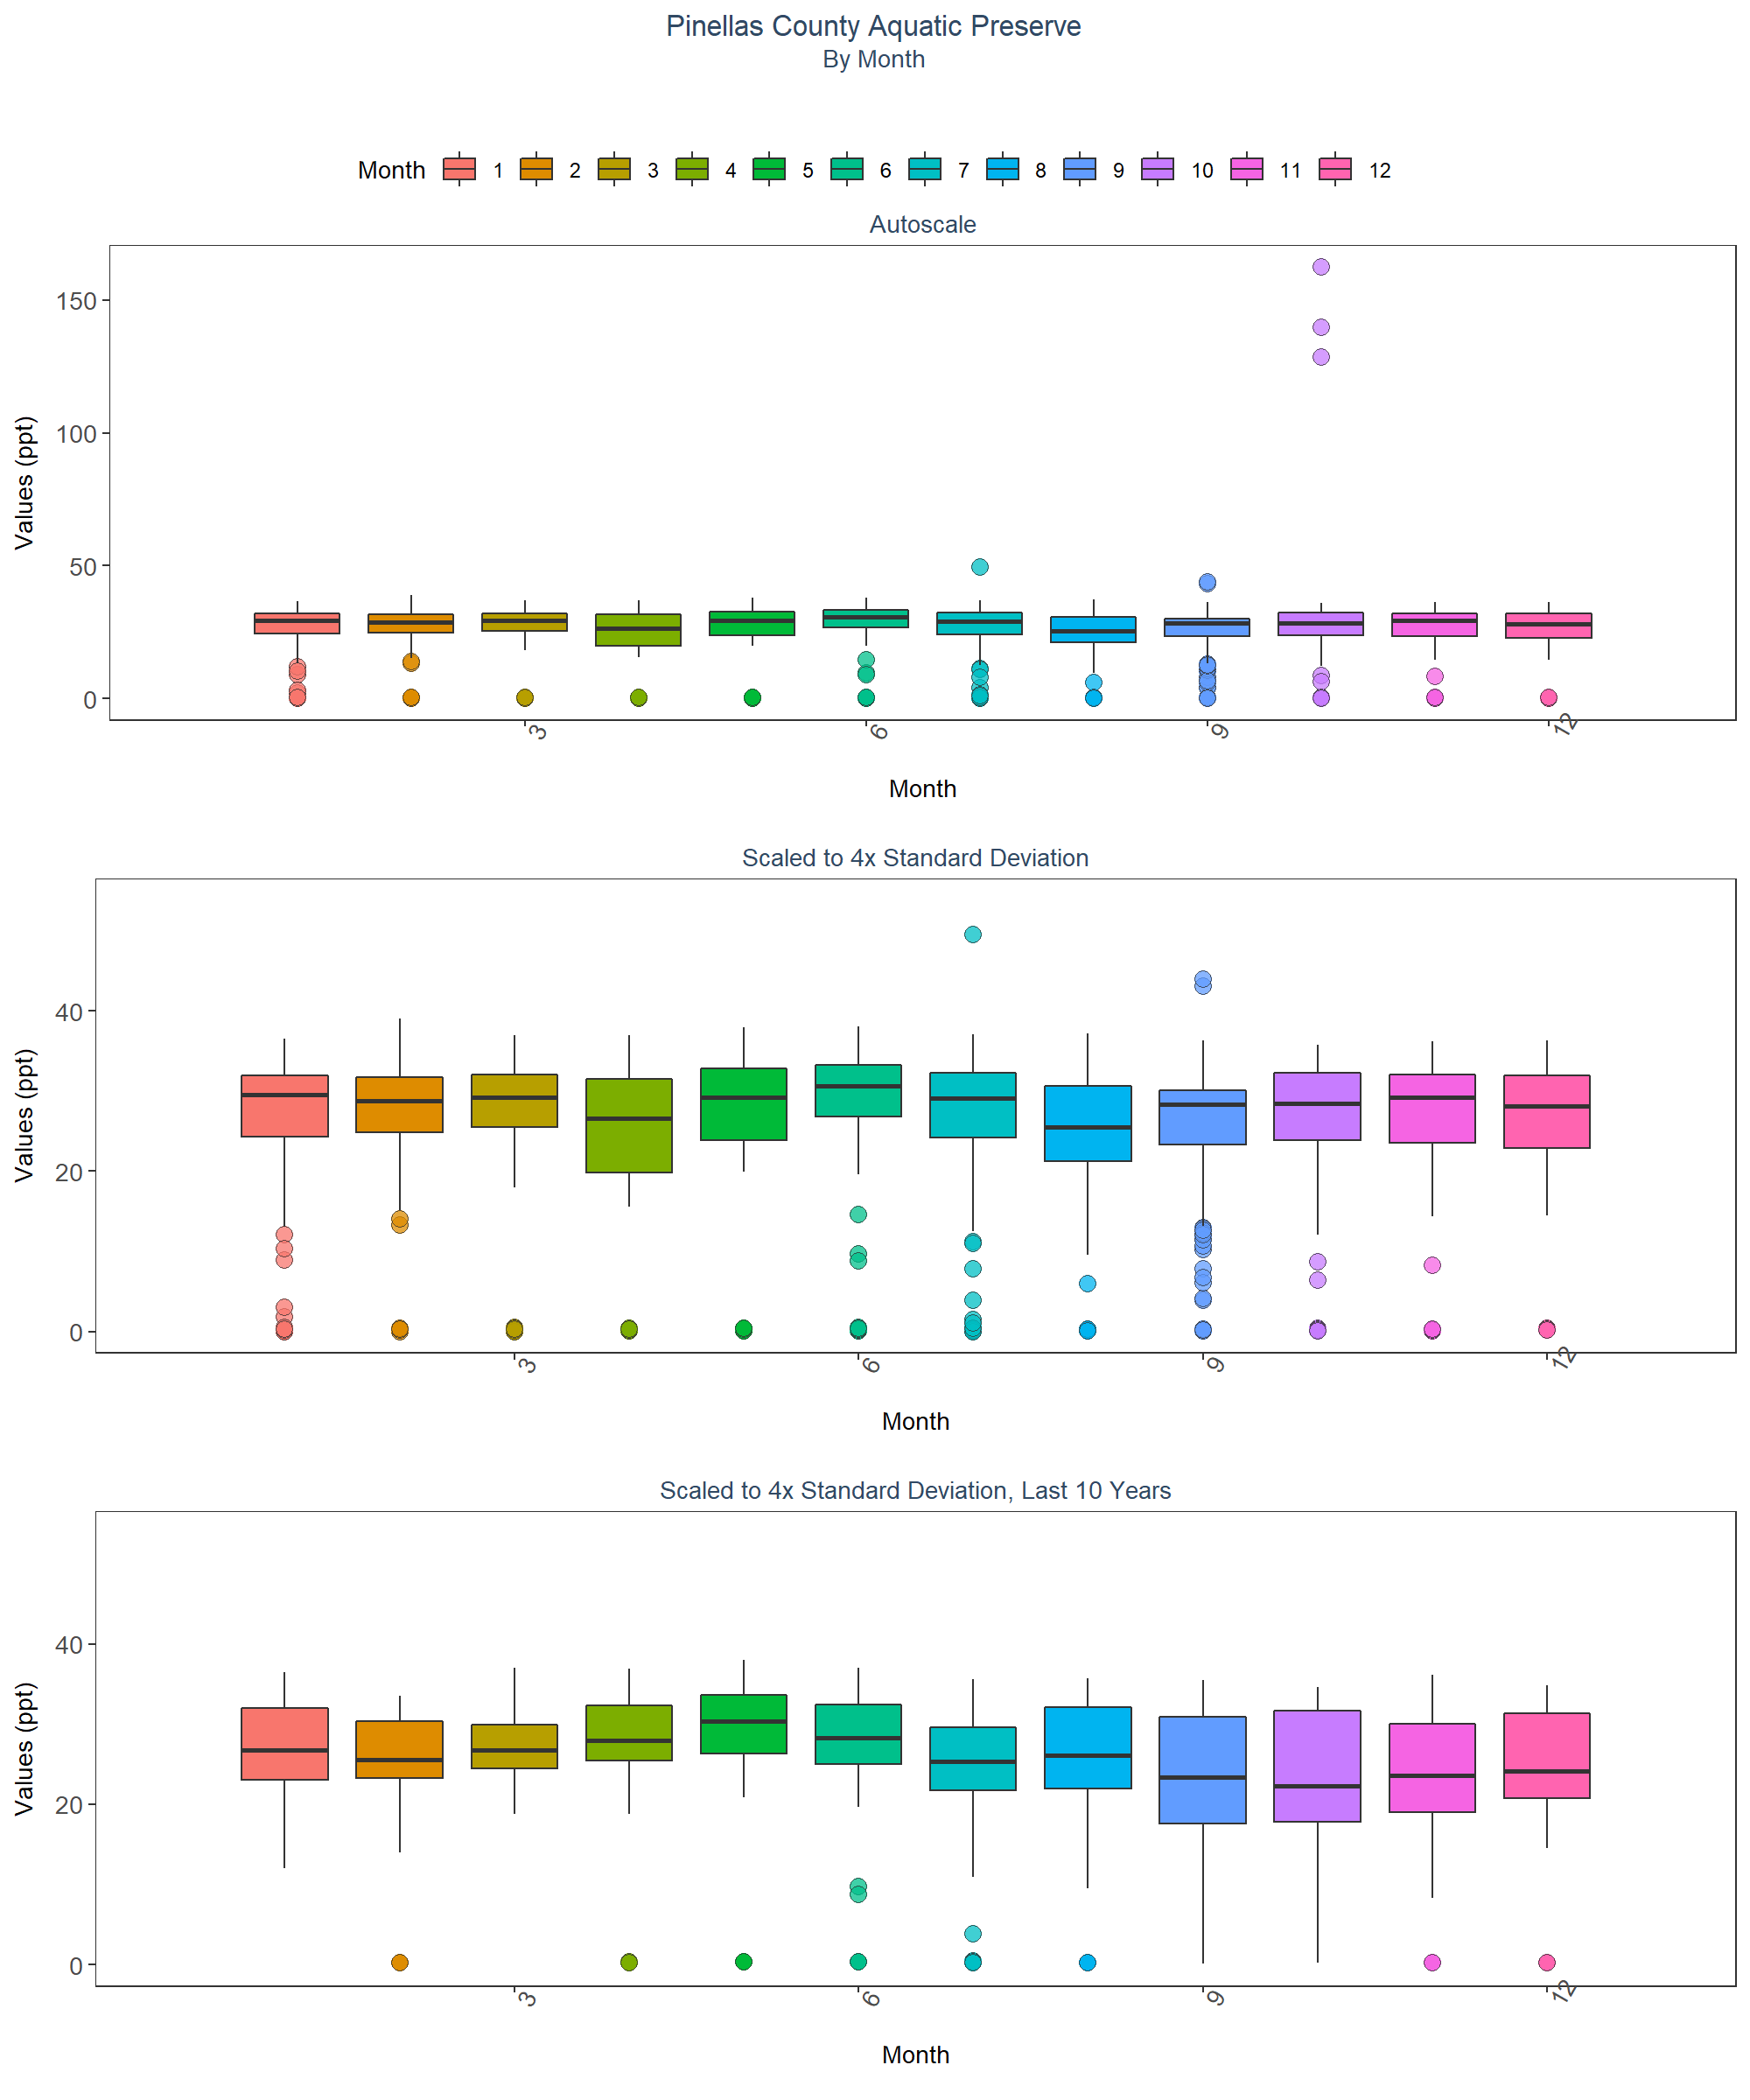 Pinellas County Aquatic Preserve
By Month
Month 1 2 3 4 5 6 7 8 9 10 11 12
Autoscale
Values (ppt)
150
100
50
0
3 6 9 12
Month
Scaled to 4x Standard Deviation
Values (ppt)
40
20
0
3 6 9 12
Month
Scaled to 4x Standard Deviation, Last 10 Years
Values (ppt)
40
20
0
3 6 9 12
Month